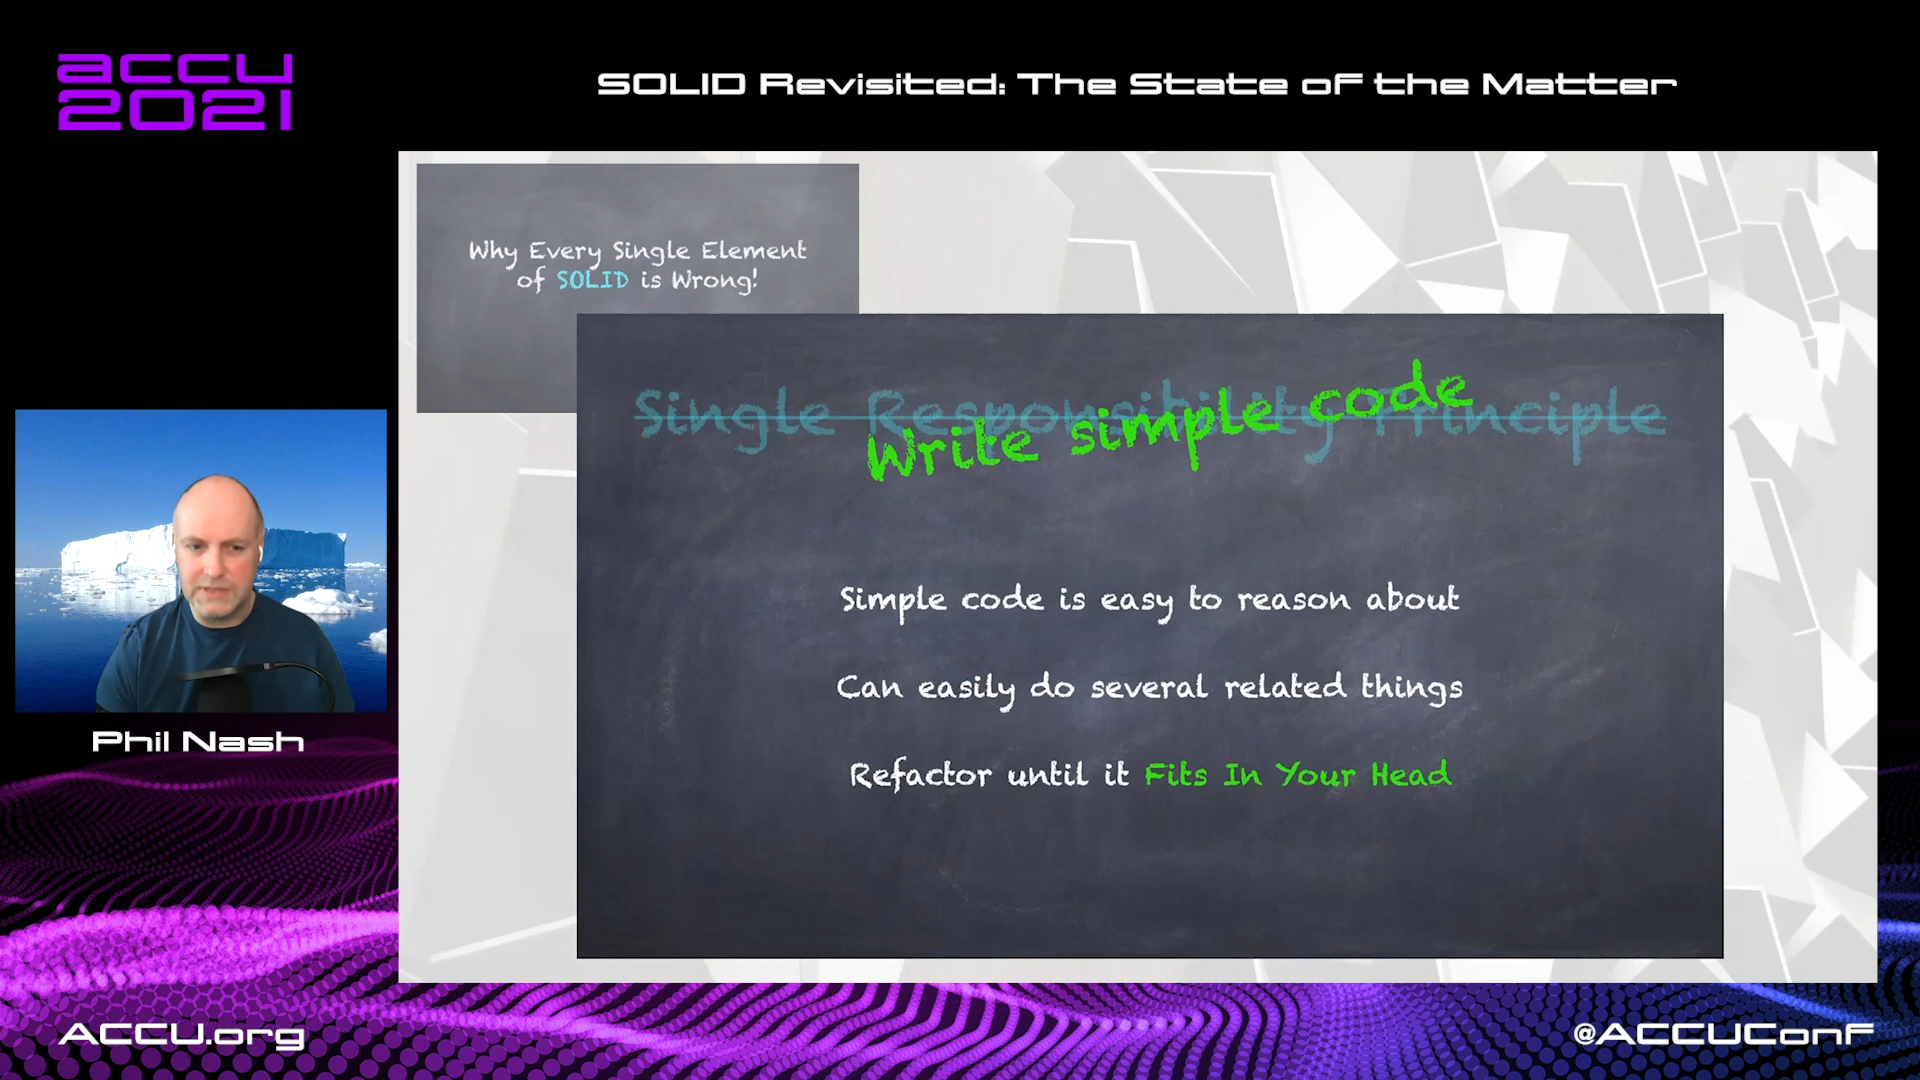 accu
2021
SOLID Revisited: The State of the Matter
Why Every Single Element
of SOLID is Wrong!
Single Responsibility Principle
Write simple code
Simple code is easy to reason about
Can easily do several related things
Refactor until it Fits In Your Head
Phil Nash
ACCU.org
@ACCUConf